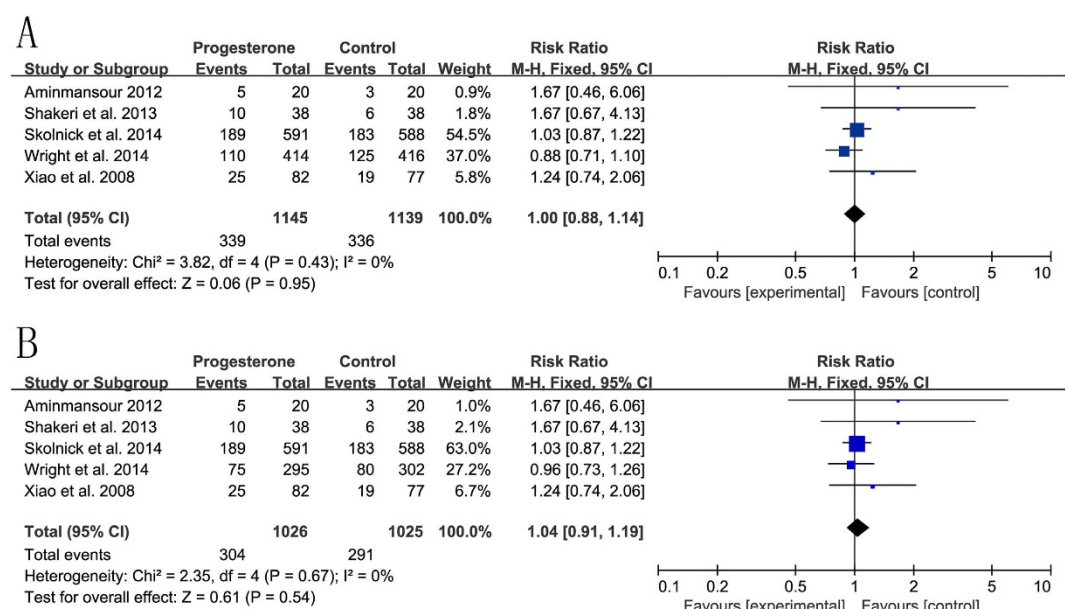 A
Progesterone Control Risk Ratio Risk Ratio
Study or Subgroup Events Total Events Total Weight M-H, Fixed, 95% CI M-H, Fixed, 95% CI
Aminmansour 2012 5 20 3 20 0.9% 1.67 [0.46, 6.06]
Shakeri et al. 2013 10 38 6 38 1.8% 1.67 [0.67, 4.13]
Skolnick et al. 2014 189 591 183 588 54.5% 1.03 [0.87, 1.22]
Wright et al. 2014 110 414 125 416 37.0% 0.88 [0.71, 1.10]
Xiao et al. 2008 25 82 19 77 5.8% 1.24 [0.74, 2.06]
Total (95% CI) 1145 1139 100.0% 1.00 [0.88, 1.14]
Total events 339 336
Heterogeneity: Chi² = 3.82, df = 4 (P = 0.43); I² = 0%
Test for overall effect: Z = 0.06 (P = 0.95)
0.1 0.2 0.5 1 2 5 10
Favours [experimental] Favours [control]
B
Progesterone Control Risk Ratio Risk Ratio
Study or Subgroup Events Total Events Total Weight M-H, Fixed, 95% CI M-H, Fixed, 95% CI
Aminmansour 2012 5 20 3 20 1.0% 1.67 [0.46, 6.06]
Shakeri et al. 2013 10 38 6 38 2.1% 1.67 [0.67, 4.13]
Skolnick et al. 2014 189 591 183 588 63.0% 1.03 [0.87, 1.22]
Wright et al. 2014 75 295 80 302 27.2% 0.96 [0.73, 1.26]
Xiao et al. 2008 25 82 19 77 6.7% 1.24 [0.74, 2.06]
Total (95% CI) 1026 1025 100.0% 1.04 [0.91, 1.19]
Total events 304 291
Heterogeneity: Chi² = 2.35, df = 4 (P = 0.67); I² = 0%
Test for overall effect: Z = 0.61 (P = 0.54)
0.1 0.2 0.5 1 2 5 10
Favours [experimental] Favours [control]